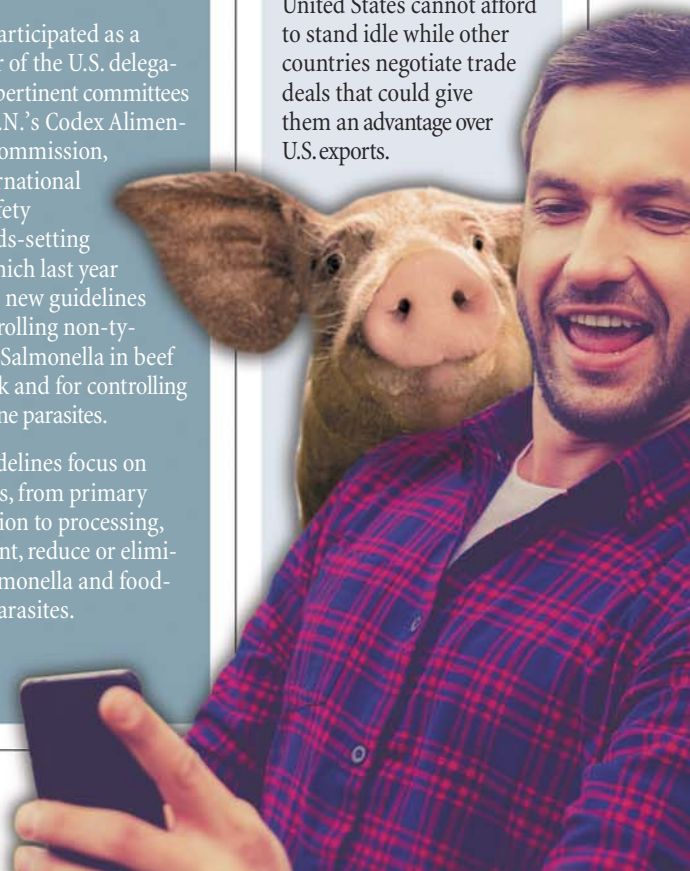 articipated as a
r of the U.S. delega-
pertinent committees
.N.’s Codex Alimen-
ommission,
rnational
fety
ds-setting
hich last year
new guidelines
rolling non-ty-
Salmonella in beef
k and for controlling
ne parasites.
delines focus on
s, from primary
ion to processing,
nt, reduce or elimi-
monella and food-
arasites.
United States cannot afford
to stand idle while other
countries negotiate trade
deals that could give
them an advantage over
U.S. exports.